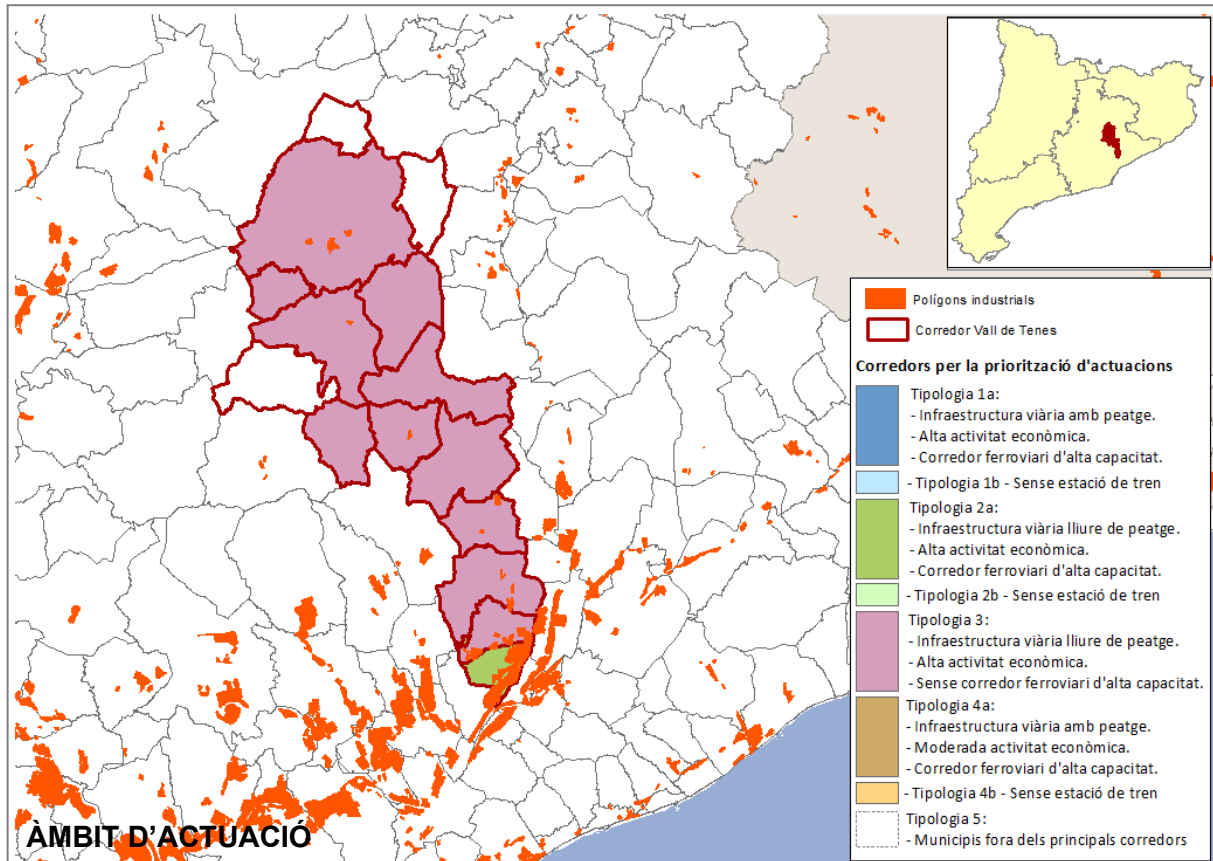 Polígons industrials
Corredor Vall de Tenes
Corredors per la priorització d'actuacions
Tipologia 1a:
- Infraestructura viària amb peatge.
- Alta activitat econòmica.
- Corredor ferroviari d'alta capacitat.
- Tipologia 1b - Sense estació de tren
Tipologia 2a:
- Infraestructura viària lliure de peatge.
- Alta activitat econòmica.
- Corredor ferroviari d'alta capacitat.
- Tipologia 2b - Sense estació de tren
Tipologia 3:
- Infraestructura viària lliure de peatge.
- Alta activitat econòmica.
- Sense corredor ferroviari d'alta capacitat.
Tipologia 4a:
- Infraestructura viària amb peatge.
- Moderada activitat econòmica.
- Corredor ferroviari d'alta capacitat.
- Tipologia 4b - Sense estació de tren
Tipologia 5:
- Municipis fora dels principals corredors
ÀMBIT D'ACTUACIÓ